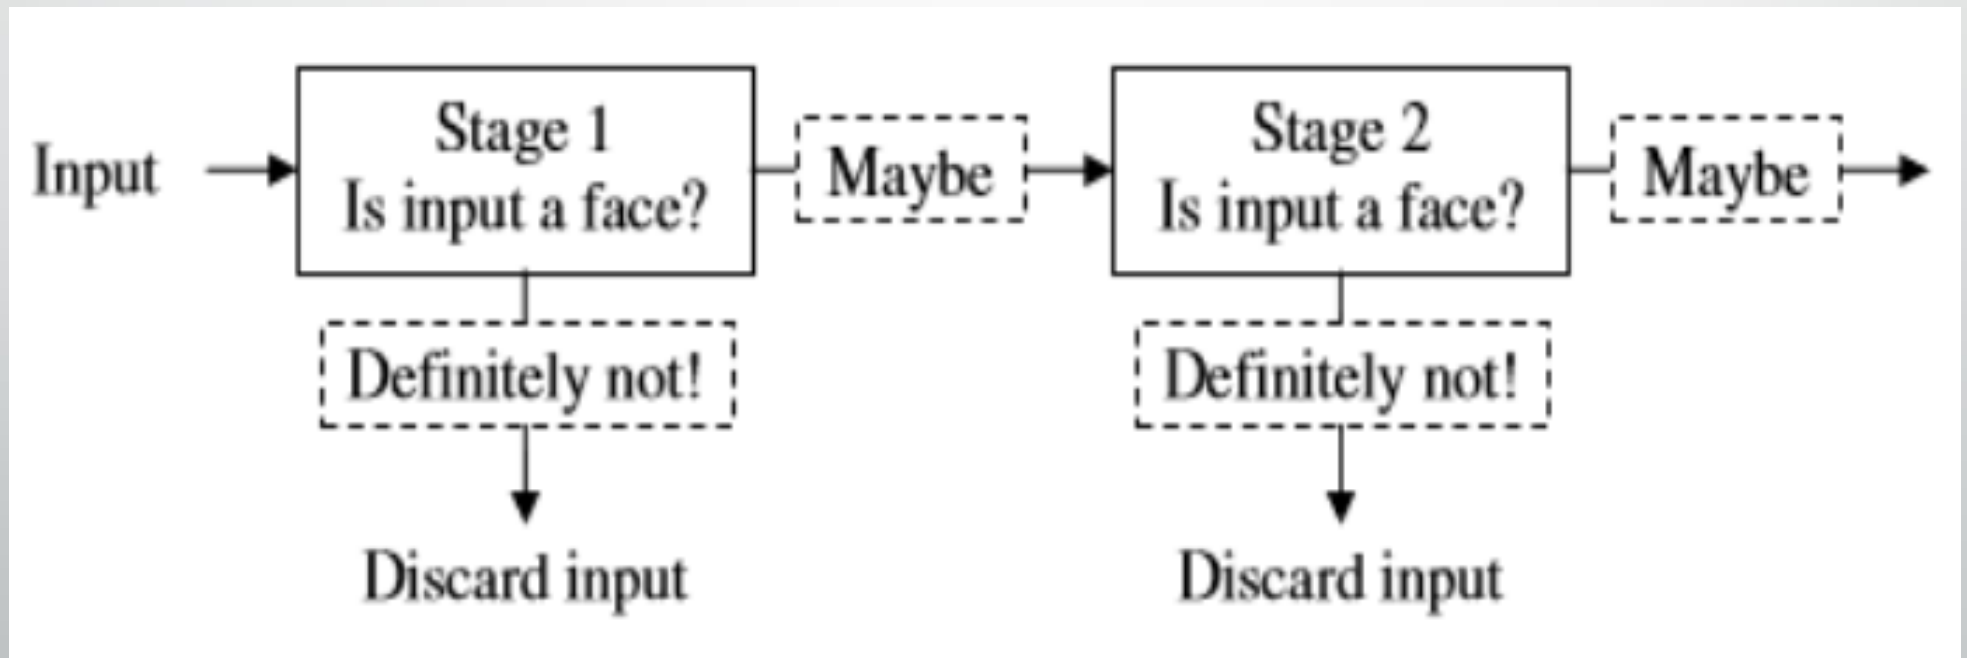 Input
Stage 1
Is input a face?
Maybe
Stage 2
Is input a face?
Maybe
Definitely not!
Definitely not!
Discard input
Discard input